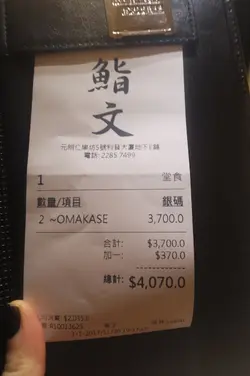 鮨
文
電話: 2285 7499
1 堂食
數量/項目 銀碼
2 ~OMAKASE 3,700.0
合計: $3,700.0
加一: $370.0
總計: $4,070.0